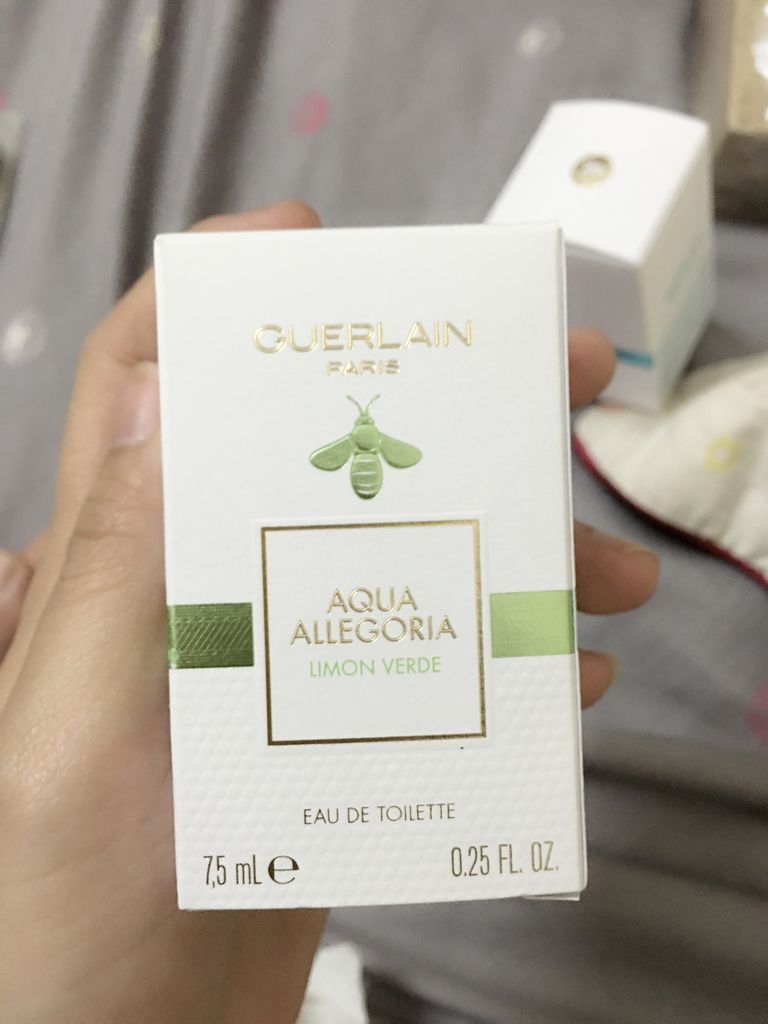 GUERLAIN
PARIS
AQUA
ALLEGORIA
LIMON VERDE
EAU DE TOILETTE
7,5 mL ℮ 0.25 FL. OZ.